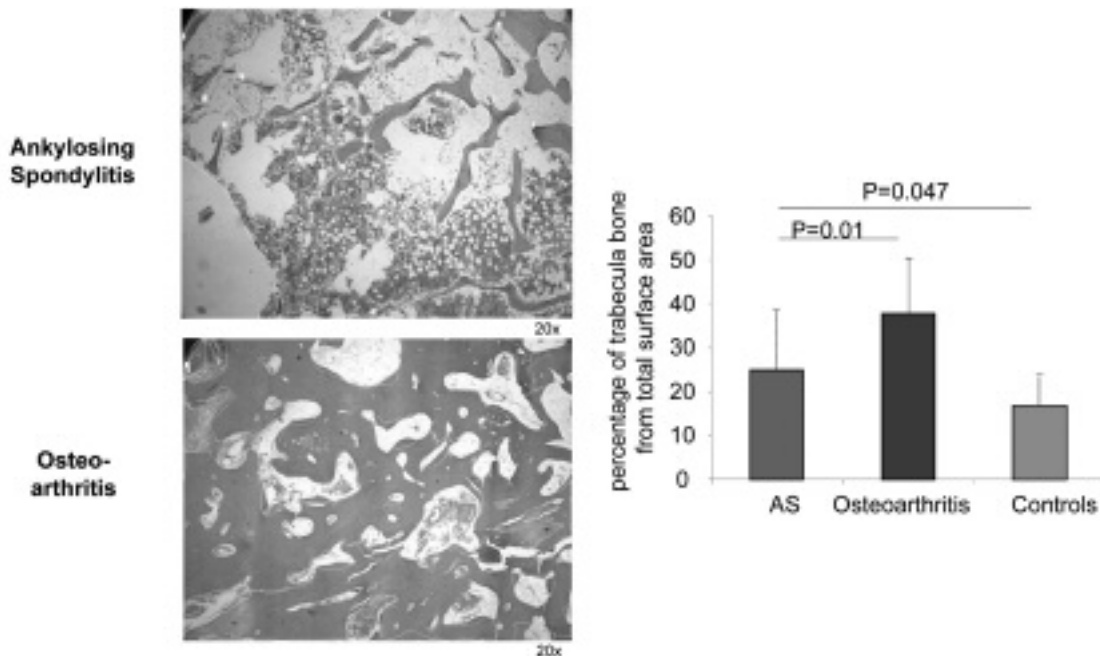 Ankylosing
Spondylitis
20x
Osteo-
arthritis
20x
percentage of trabecula bone
from total surface area
60
50
40
30
20
10
0
P=0.047
P=0.01
AS
Osteoarthritis
Controls